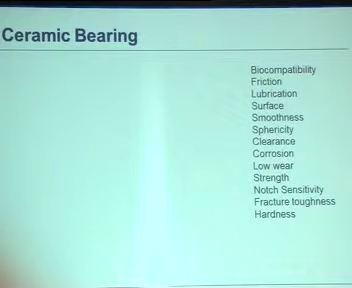 Ceramic Bearing
Biocompatibility
Friction
Lubrication
Surface
Smoothness
Sphericity
Clearance
Corrosion
Low wear
Strength
Notch Sensitivity
Fracture toughness
Hardness